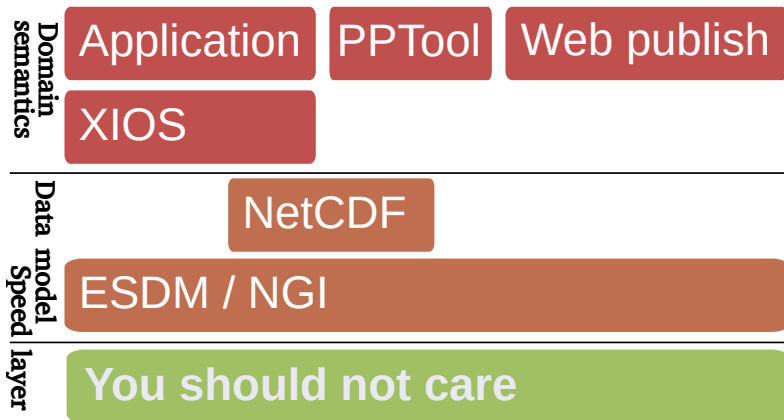 Domain
semantics
Application
PPTool
Web publish
XIOS
Data model
NetCDF
ESDM / NGI
Speed layer
You should not care